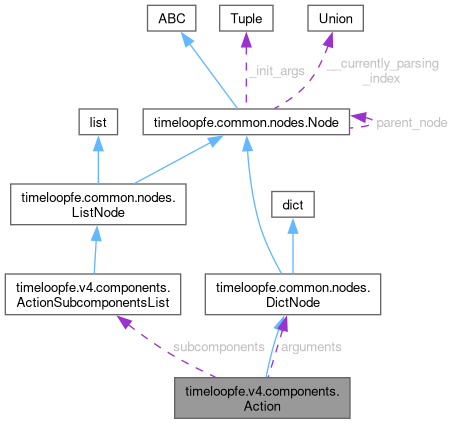 ABC
Tuple
Union
_init_args
__currently_parsing
_index
timeloopfe.common.nodes.Node
parent_node
list
timeloopfe.common.nodes.
ListNode
dict
timeloopfe.v4.components.
ActionSubcomponentsList
timeloopfe.common.nodes.
DictNode
subcomponents
arguments
timeloopfe.v4.components.
Action